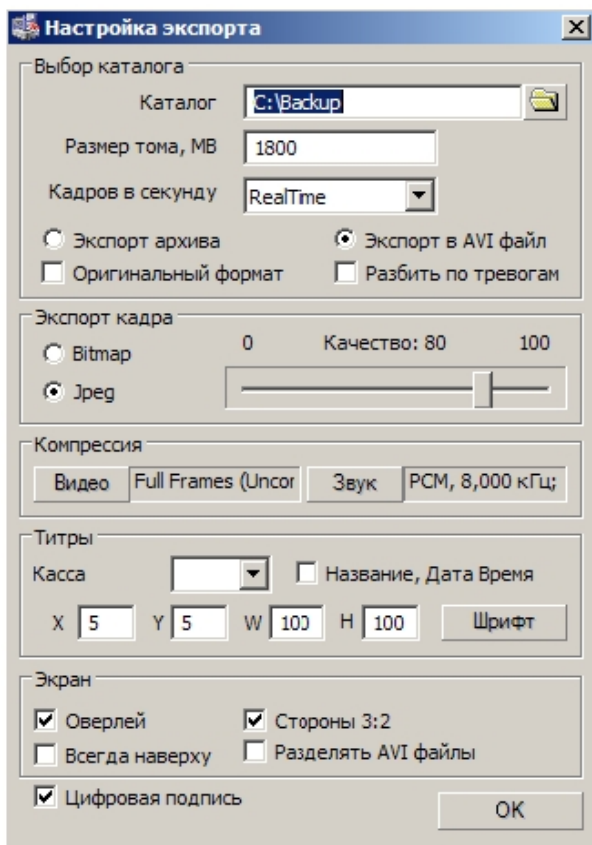 Настройка экспорта
Выбор каталога
Каталог C:\Backup
Размер тома, МВ 1800
Кадров в секунду RealTime
Экспорт архива Экспорт в AVI файл
Оригинальный формат Разбить по тревогам
Экспорт кадра
Bitmap 0 Качество: 80 100
Jpeg
Компрессия
Видео Full Frames (Uncor Звук PCM, 8,000 кГц;
Титры
Касса Название, Дата Время
X 5 Y 5 W 100 H 100 Шрифт
Экран
Оверлей Стороны 3:2
Всегда наверху Разделять AVI файлы
Цифровая подпись OK